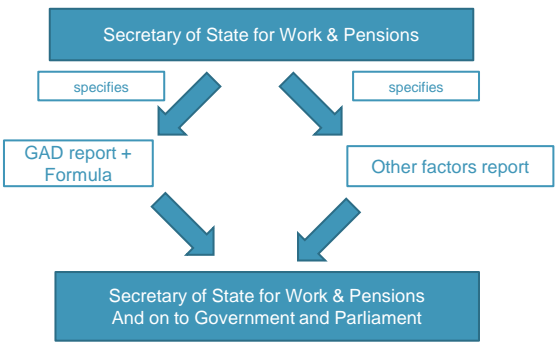 Secretary of State for Work & Pensions
specifies
specifies
GAD report +
Formula
Other factors report
Secretary of State for Work & Pensions
And on to Government and Parliament